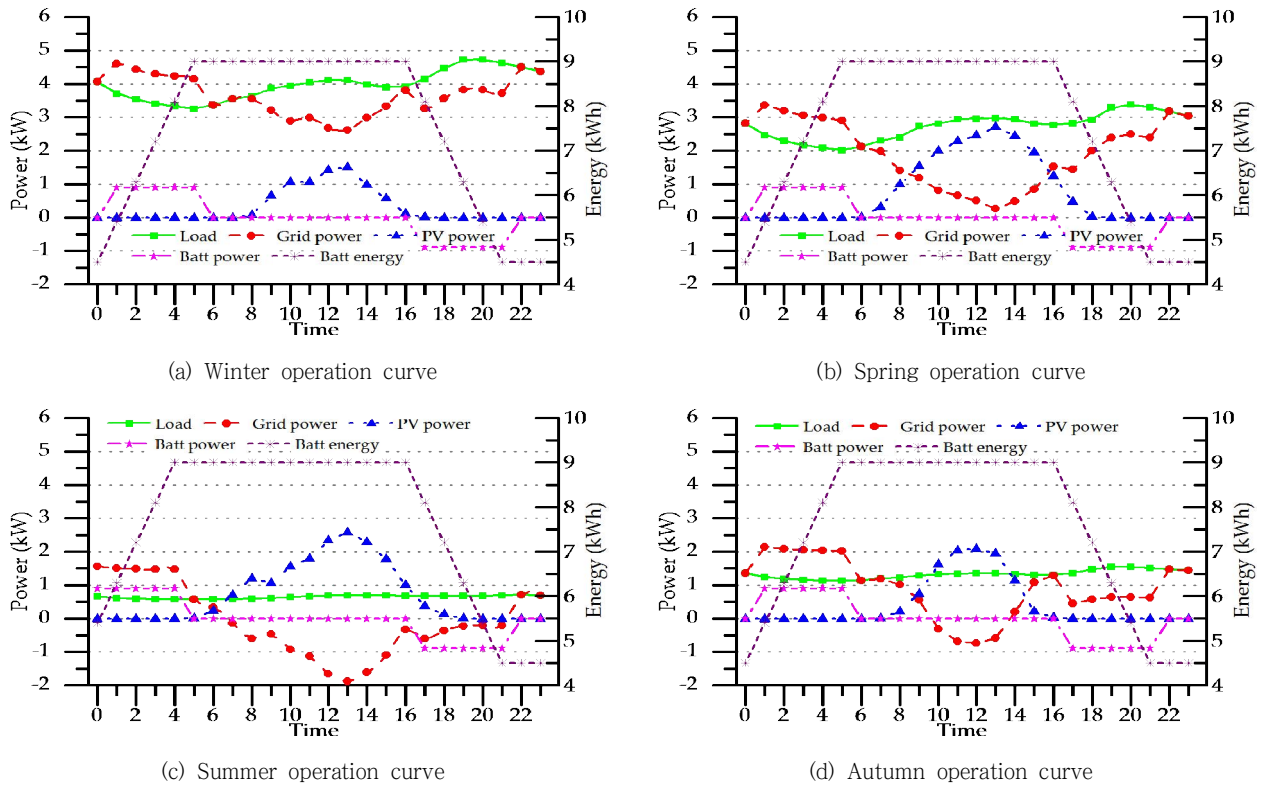 6
5
4
3
2
1
0
-1
-2
Power (kW)
10
9
8
7
6
5
4
Energy (kWh)
Load Grid power PV power
Batt power Batt energy
0 2 4 6 8 10 12 14 16 18 20 22
Time
(a) Winter operation curve
6
5
4
3
2
1
0
-1
-2
Power (kW)
10
9
8
7
6
5
4
Energy (kWh)
Load Grid power PV power
Batt power Batt energy
0 2 4 6 8 10 12 14 16 18 20 22
Time
(b) Spring operation curve
6
5
4
3
2
1
0
-1
-2
Power (kW)
10
9
8
7
6
5
4
Energy (kWh)
Load Grid power PV power
Batt power Batt energy
0 2 4 6 8 10 12 14 16 18 20 22
Time
(c) Summer operation curve
6
5
4
3
2
1
0
-1
-2
Power (kW)
10
9
8
7
6
5
4
Energy (kWh)
Load Grid power PV power
Batt power Batt energy
0 2 4 6 8 10 12 14 16 18 20 22
Time
(d) Autumn operation curve